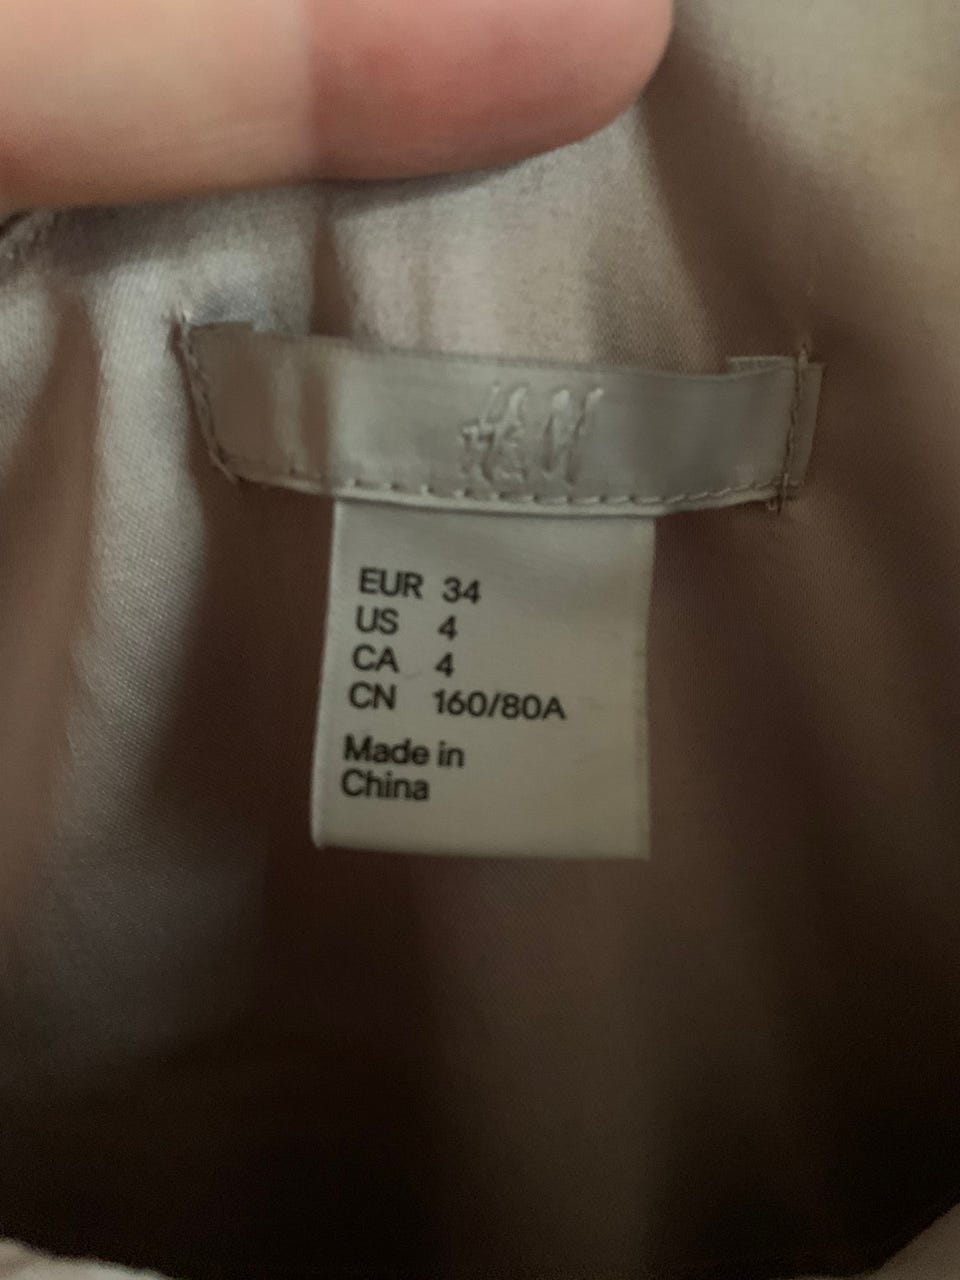 H&M
EUR 34
US 4
CA 4
CN 160/80A
Made in
China